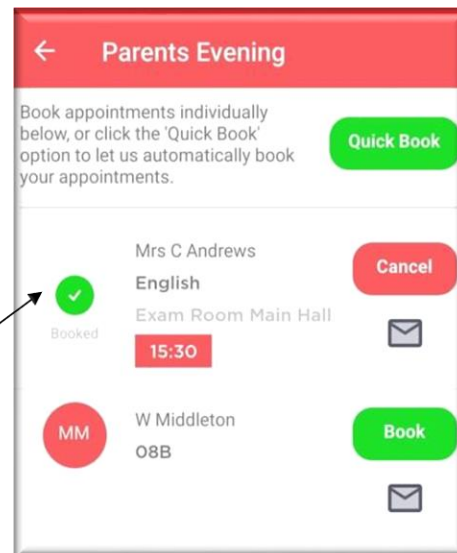 Parents Evening
Book appointments individually
below, or click the 'Quick Book'
option to let us automatically book
your appointments.
Quick Book
Mrs C Andrews
English
Exam Room Main Hall
15:30
Booked
Cancel
MM
W Middleton
08B
Book